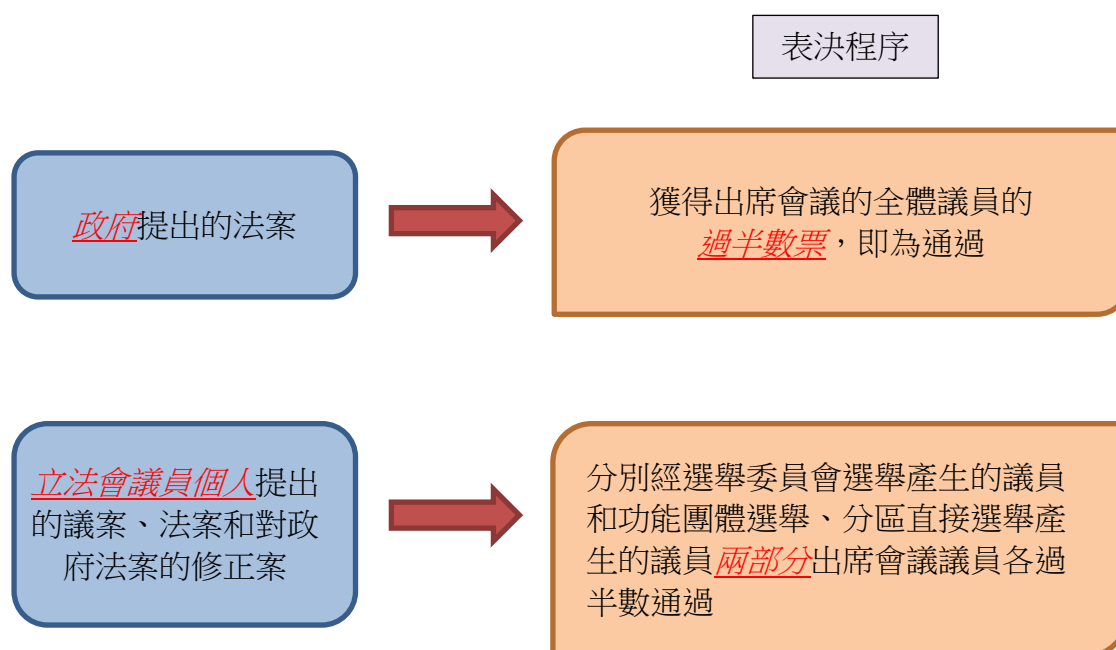 表決程序
政府提出的法案
獲得出席會議的全體議員的
過半數票，即為通過
立法會議員個人提出
的議案、法案和對政
府法案的修正案
分別經選舉委員會選舉產生的議員
和功能團體選舉、分區直接選舉產
生的議員兩部分出席會議議員各過
半數通過